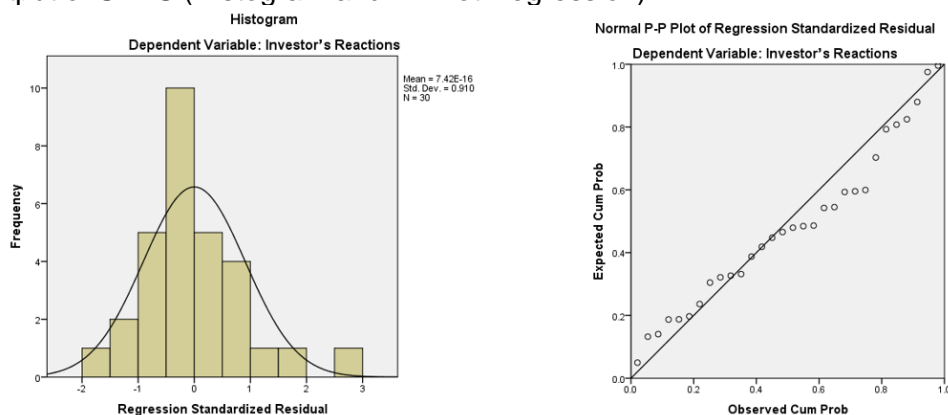 Histogram
Dependent Variable: Investor's Reactions
Mean = 7.42E-16
Std. Dev. = 0.910
N = 30
10
8
6
4
2
0
Frequency
-2
-1
0
1
2
3
Regression Standardized Residual
Normal P-P Plot of Regression Standardized Residual
Dependent Variable: Investor's Reactions
1.0
0.8
0.6
0.4
0.2
0.0
Expected Cum Prob
0.0
0.2
0.4
0.6
0.8
1.0
Observed Cum Prob